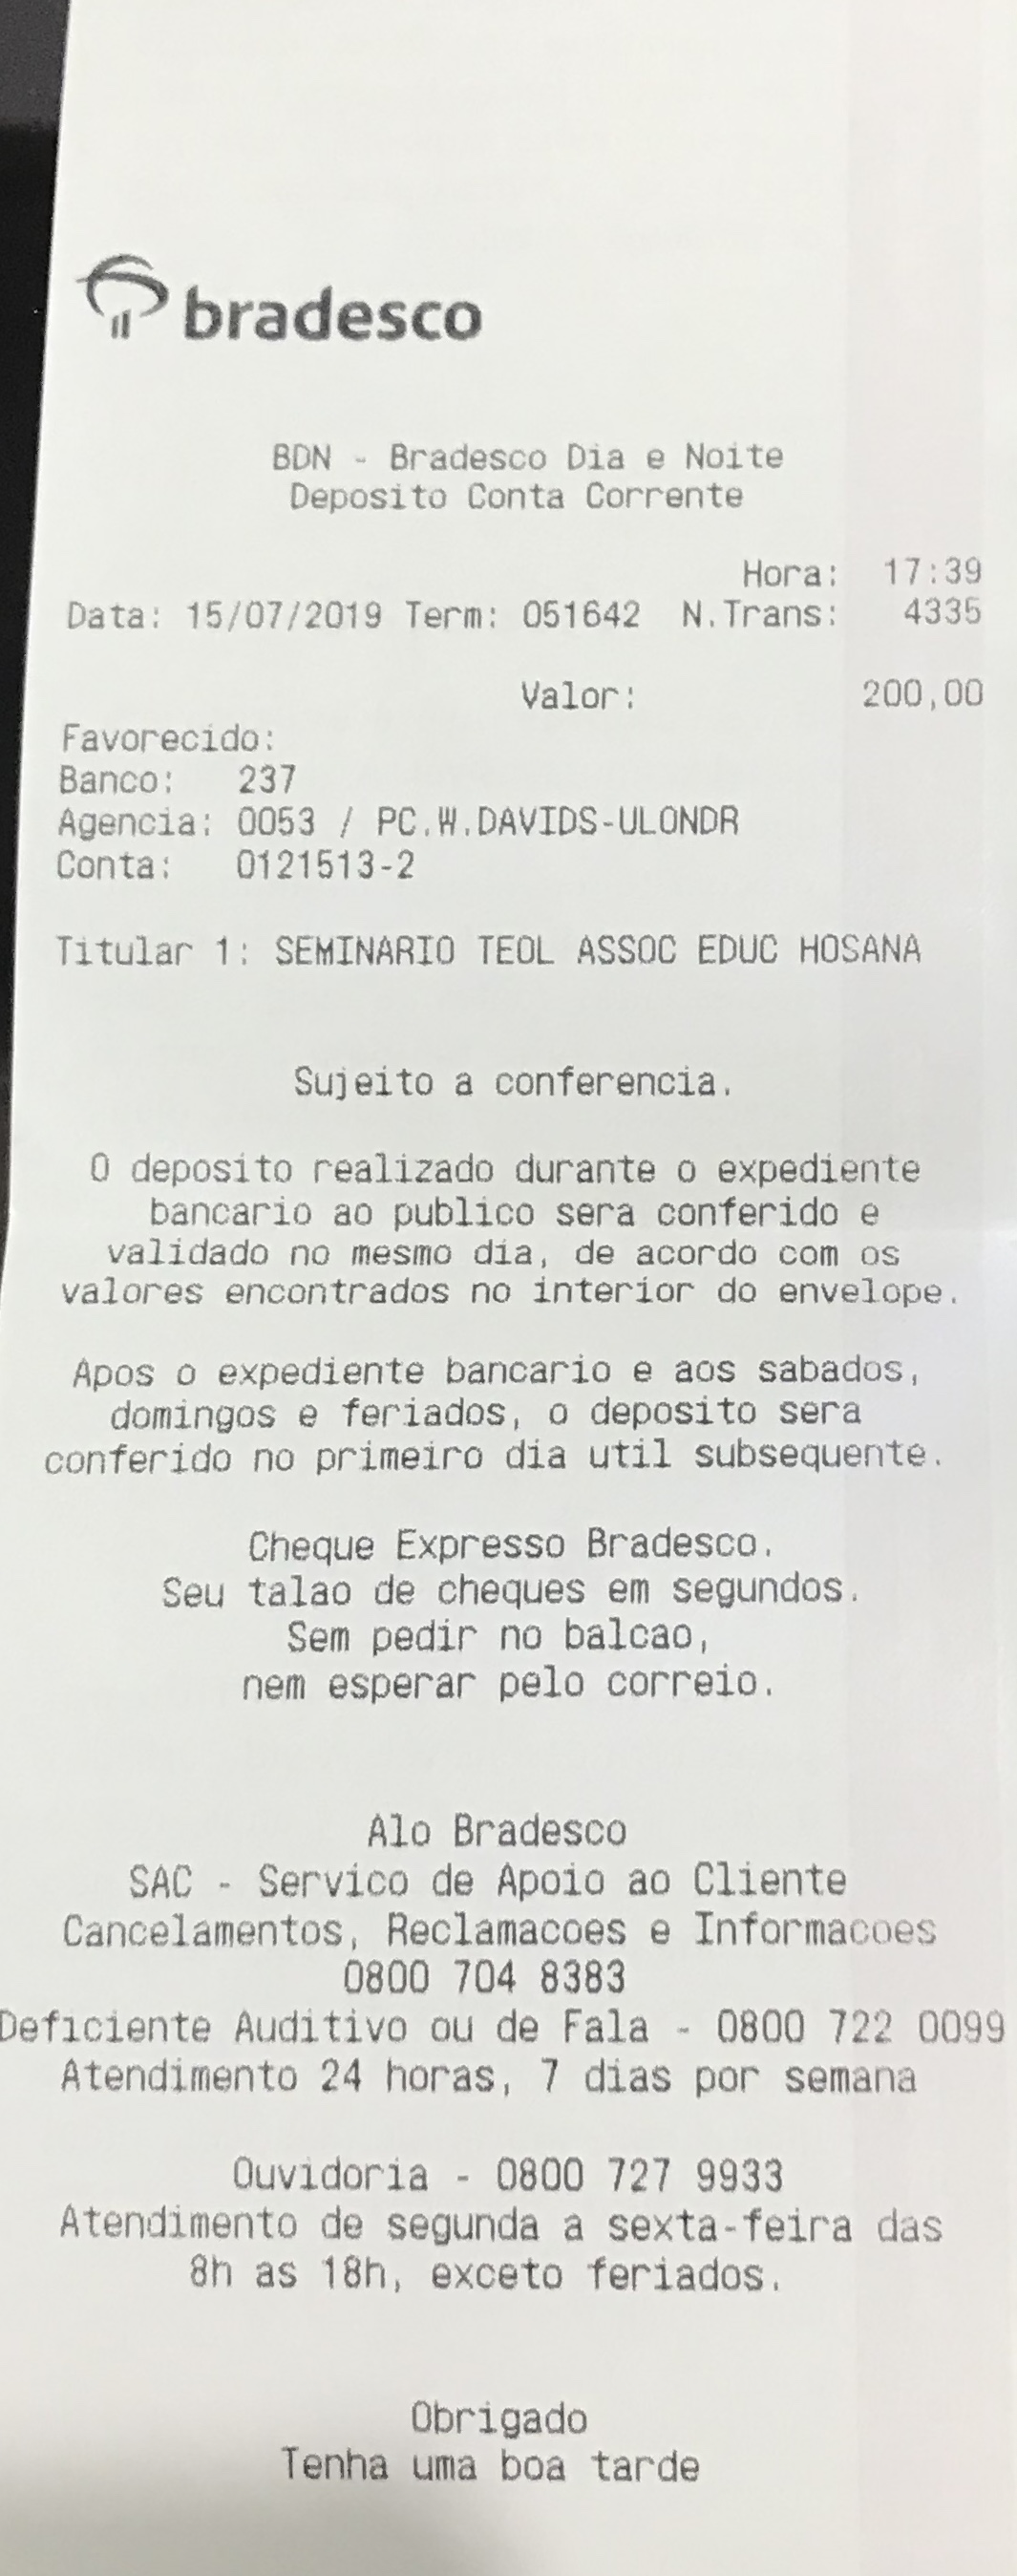 bradesco
BDN - Bradesco Dia e Noite
Deposito Conta Corrente
Hora: 17:39
Data: 15/07/2019 Term: 051642 N.Trans: 4335
Valor: 200,00
Favorecido:
Banco: 237
Agencia: 0053 / PC.W.DAVIDS-ULONDR
Conta: 0121513-2
Titular 1: SEMINARIO TEOL ASSOC EDUC HOSANA
Sujeito a conferencia.
O deposito realizado durante o expediente
bancario ao publico sera conferido e
validado no mesmo dia, de acordo com os
valores encontrados no interior do envelope.
Apos o expediente bancario e aos sabados,
domingos e feriados, o deposito sera
conferido no primeiro dia util subsequente.
Cheque Expresso Bradesco.
Seu talao de cheques em segundos.
Sem pedir no balcao,
nem esperar pelo correio.
Alo Bradesco
SAC - Servico de Apoio ao Cliente
Cancelamentos, Reclamacoes e Informacoes
0800 704 8383
Deficiente Auditivo ou de Fala - 0800 722 0099
Atendimento 24 horas, 7 dias por semana
Ouvidoria - 0800 727 9933
Atendimento de segunda a sexta-feira das
8h as 18h, exceto feriados.
Obrigado
Tenha uma boa tarde